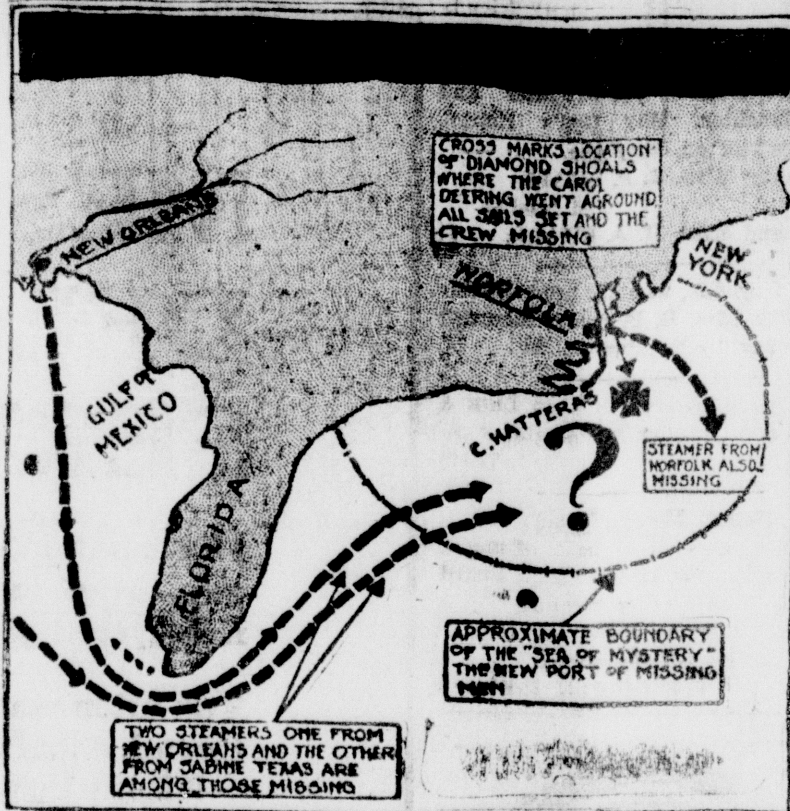 CROSS MARKS LOCATION
OF DIAMOND SHOALS
WHERE THE CAROL
DEERING WENT AGROUND
ALL SAILS SET AND THE
CREW MISSING
NEW ORLEANS
NORFOLK
NEW
YORK
GULF OF
MEXICO
C. HATTERAS
?
STEAMER FROM
NORFOLK ALSO
MISSING
FLORIDA
APPROXIMATE BOUNDARY
OF THE "SEA OF MYSTERY"
THE NEW PORT OF MISSING
MEN
TWO STEAMERS ONE FROM
NEW ORLEANS AND THE OTHER
FROM SABINE TEXAS ARE
AMONG THOSE MISSING